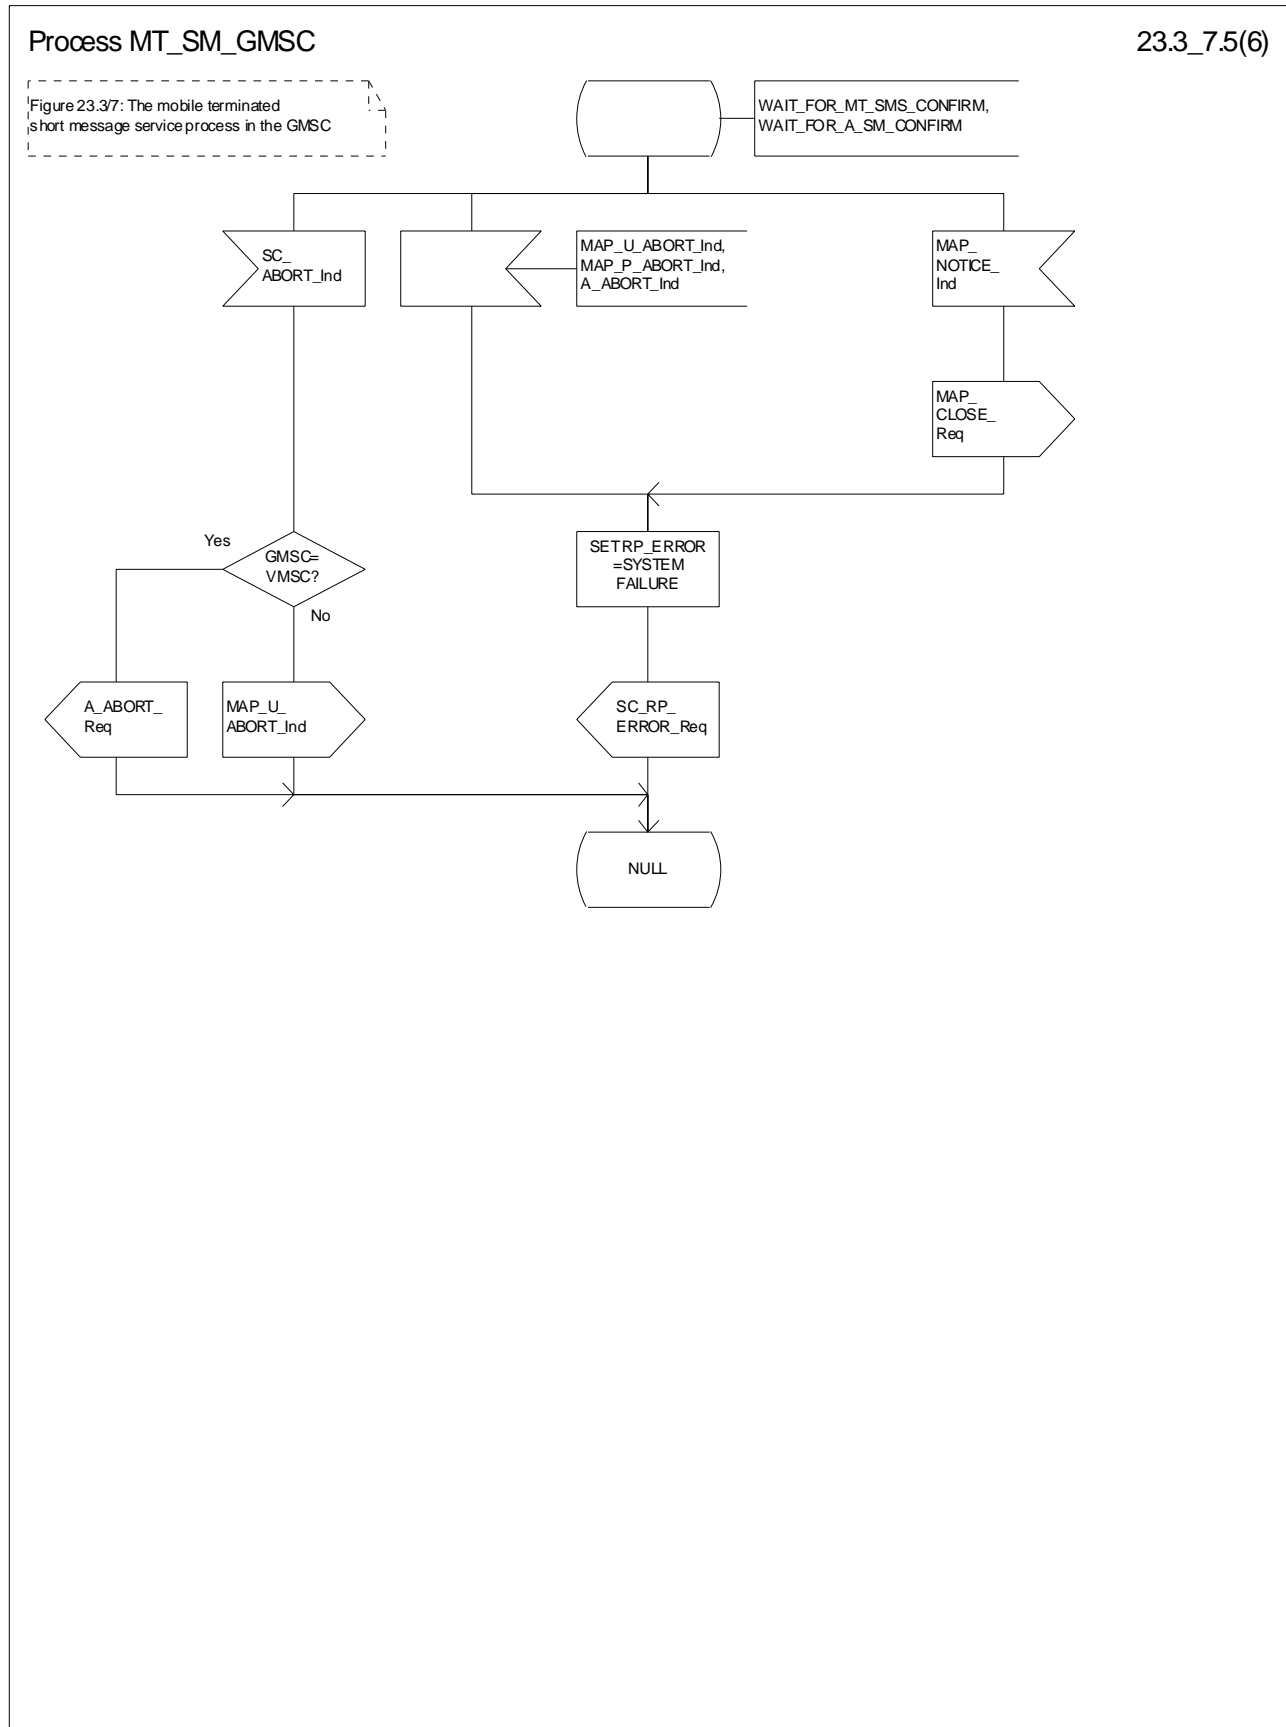 Process MT_SM_GMSC
23.3_7.5(6)
Figure 23.3/7: The mobile terminated
short message service process in the GMSC
WAIT_FOR_MT_SMS_CONFIRM,
WAIT_FOR_A_SM_CONFIRM
SC_
ABORT_Ind
MAP_U_ABORT_Ind,
MAP_P_ABORT_Ind,
A_ABORT_Ind
MAP_
NOTICE_
Ind
MAP_
CLOSE_
Req
Yes
GMSC=
VMSC?
No
SET RP_ERROR
=SYSTEM
FAILURE
A_ABORT_
Req
MAP_U_
ABORT_Ind
SC_RP_
ERROR_Req
NULL